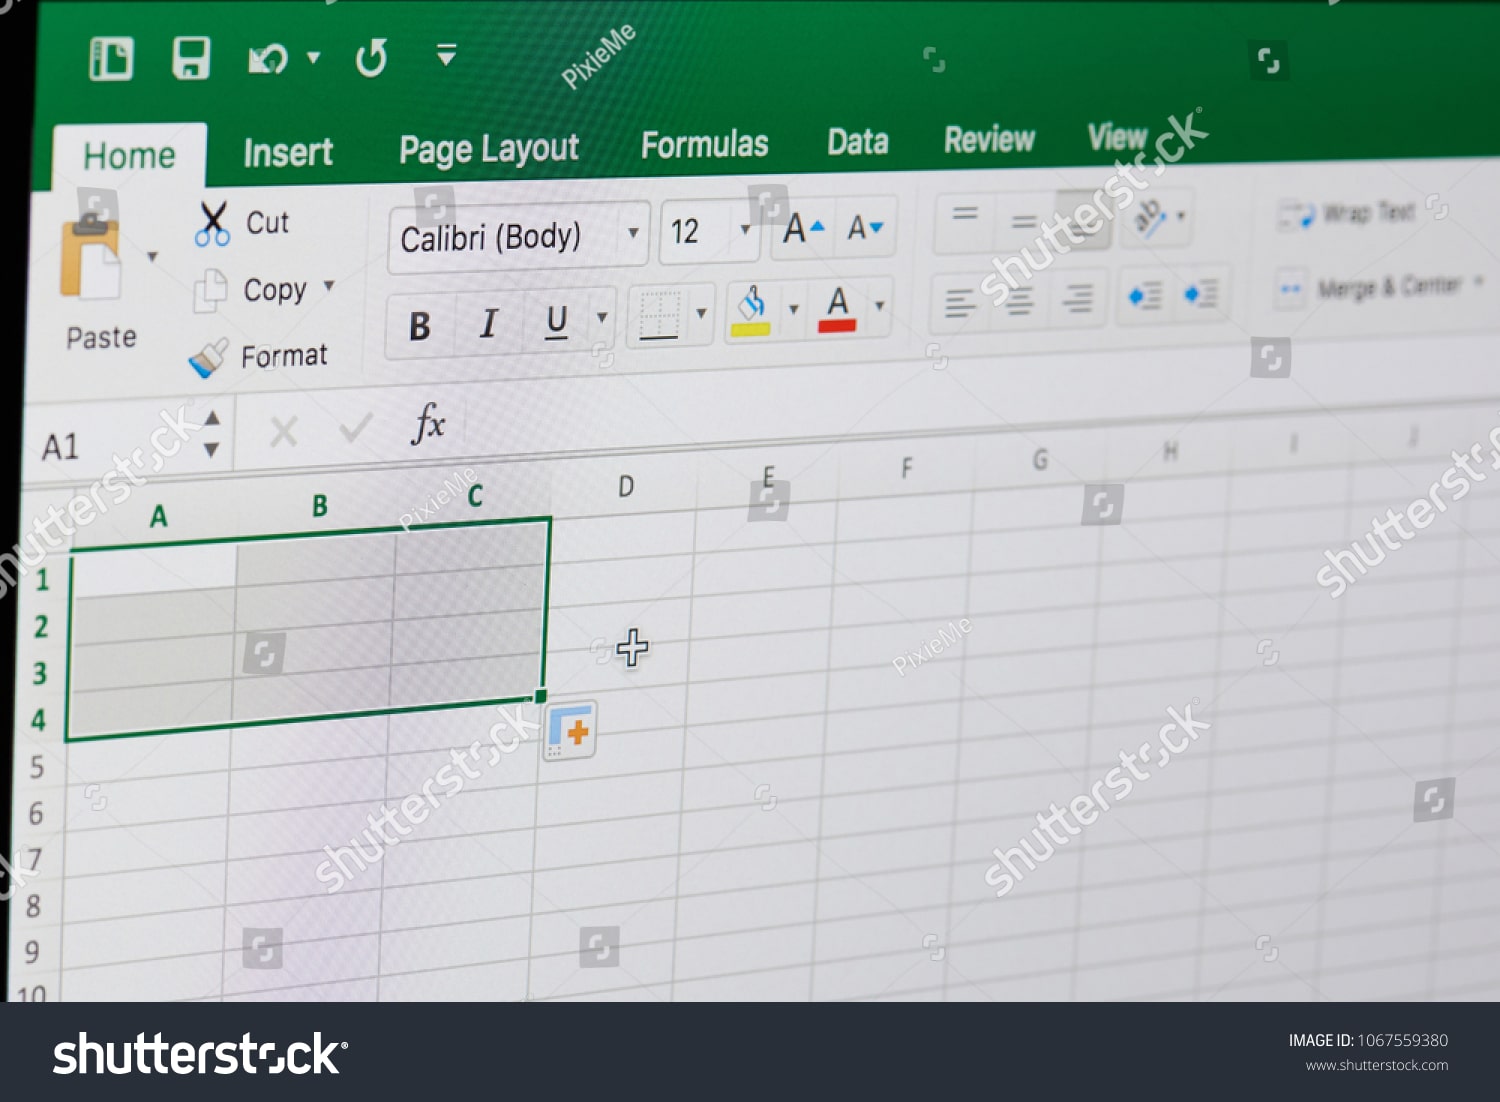 PixieMe
Home Insert Page Layout Formulas Data Review View
Cut
Calibri (Body) 12 A A
ab
Wrap Text
Copy
Merge & Center
Paste
B I U A
Format
A1 fx
A B C D E F G H I J
1
2
3
4
5
6
7
8
9
10
shutterstock
shutterstock
shutterstock
shutterstock
shutterstock
PixieMe
PixieMe
shutterstock
IMAGE ID: 1067559380
www.shutterstock.com